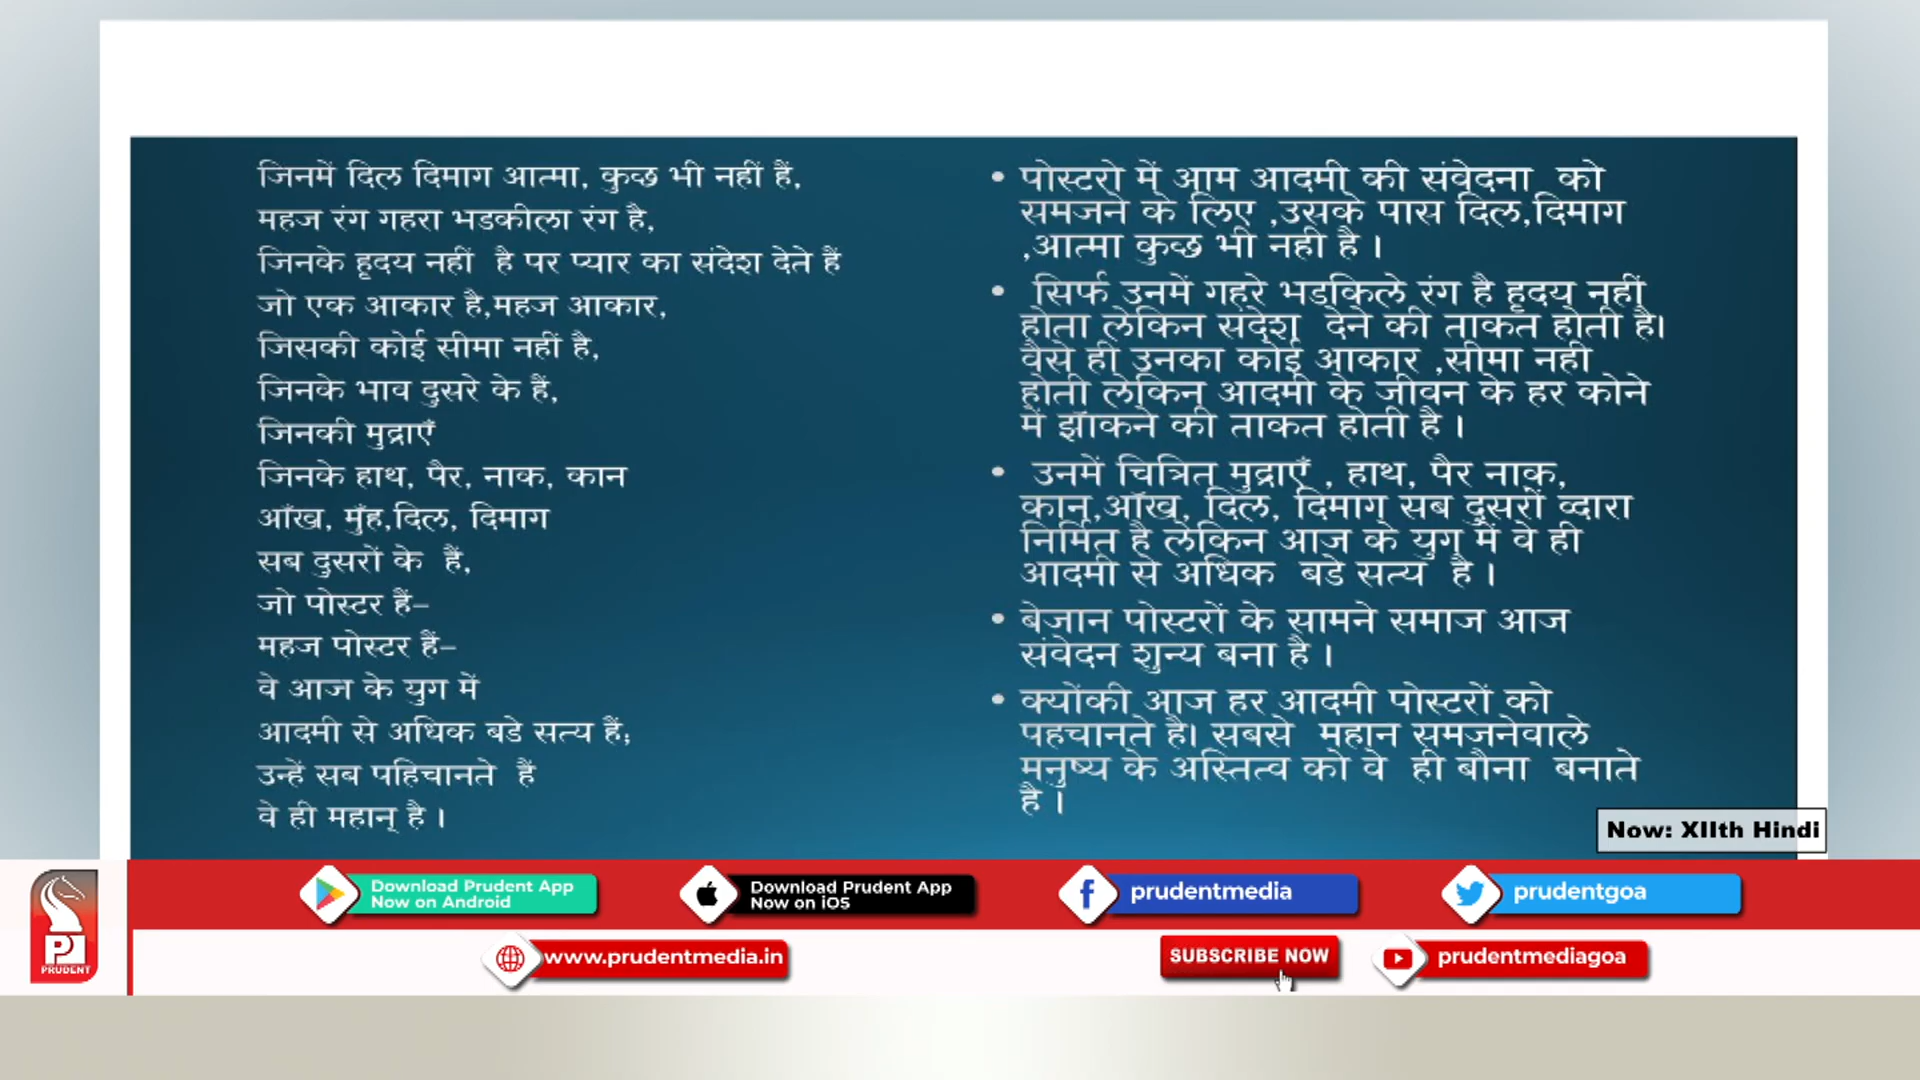 जिनमें दिल दिमाग आत्मा, कुछ भी नहीं हैं,
महज रंग गहरा भडकीला रंग है,
जिनके हृदय नहीं है पर प्यार का संदेश देते हैं
जो एक आकार है,महज आकार,
जिसकी कोई सीमा नहीं है,
जिनके भाव दुसरे के हैं,
जिनकी मुद्राएँ
जिनके हाथ, पैर, नाक, कान
आँख, मुँह,दिल, दिमाग
सब दुसरों के हैं,
जो पोस्टर हैं–
महज पोस्टर हैं–
वे आज के युग में
आदमी से अधिक बडे सत्य हैं;
उन्हें सब पहिचानते हैं
वे ही महान् है ।
• पोस्टरो में आम आदमी की संवेदना को
समजने के लिए ,उसके पास दिल,दिमाग
,आत्मा कुछ भी नही है ।
• सिर्फ उनमें गहरे भडकिले रंग है हृदय नहीं
होता लेकिन संदेश देने की ताकत होती है।
वैसे ही उनका कोई आकार ,सीमा नही
होती लेकिन आदमी के जीवन के हर कोने
में झॉकने की ताकत होती है ।
• उनमें चित्रित मुद्राएँ , हाथ, पैर नाक,
कान,ऑख, दिल, दिमाग सब दुसरों व्दारा
निर्मित है लेकिन आज के युग में वे ही
आदमी से अधिक बडे सत्य है ।
• बेजान पोस्टरों के सामने समाज आज
संवेदन शुन्य बना है ।
• क्योंकी आज हर आदमी पोस्टरों को
पहचानते है। सबसे महान समजनेवाले
मनुष्य के अस्तित्व को वे ही बौना बनाते
है ।
Now: XIIth Hindi
Download Prudent App
Now on Android
Download Prudent App
Now on iOS
prudentmedia
prudentgoa
PRUDENT
www.prudentmedia.in
SUBSCRIBE NOW
prudentmediagoa